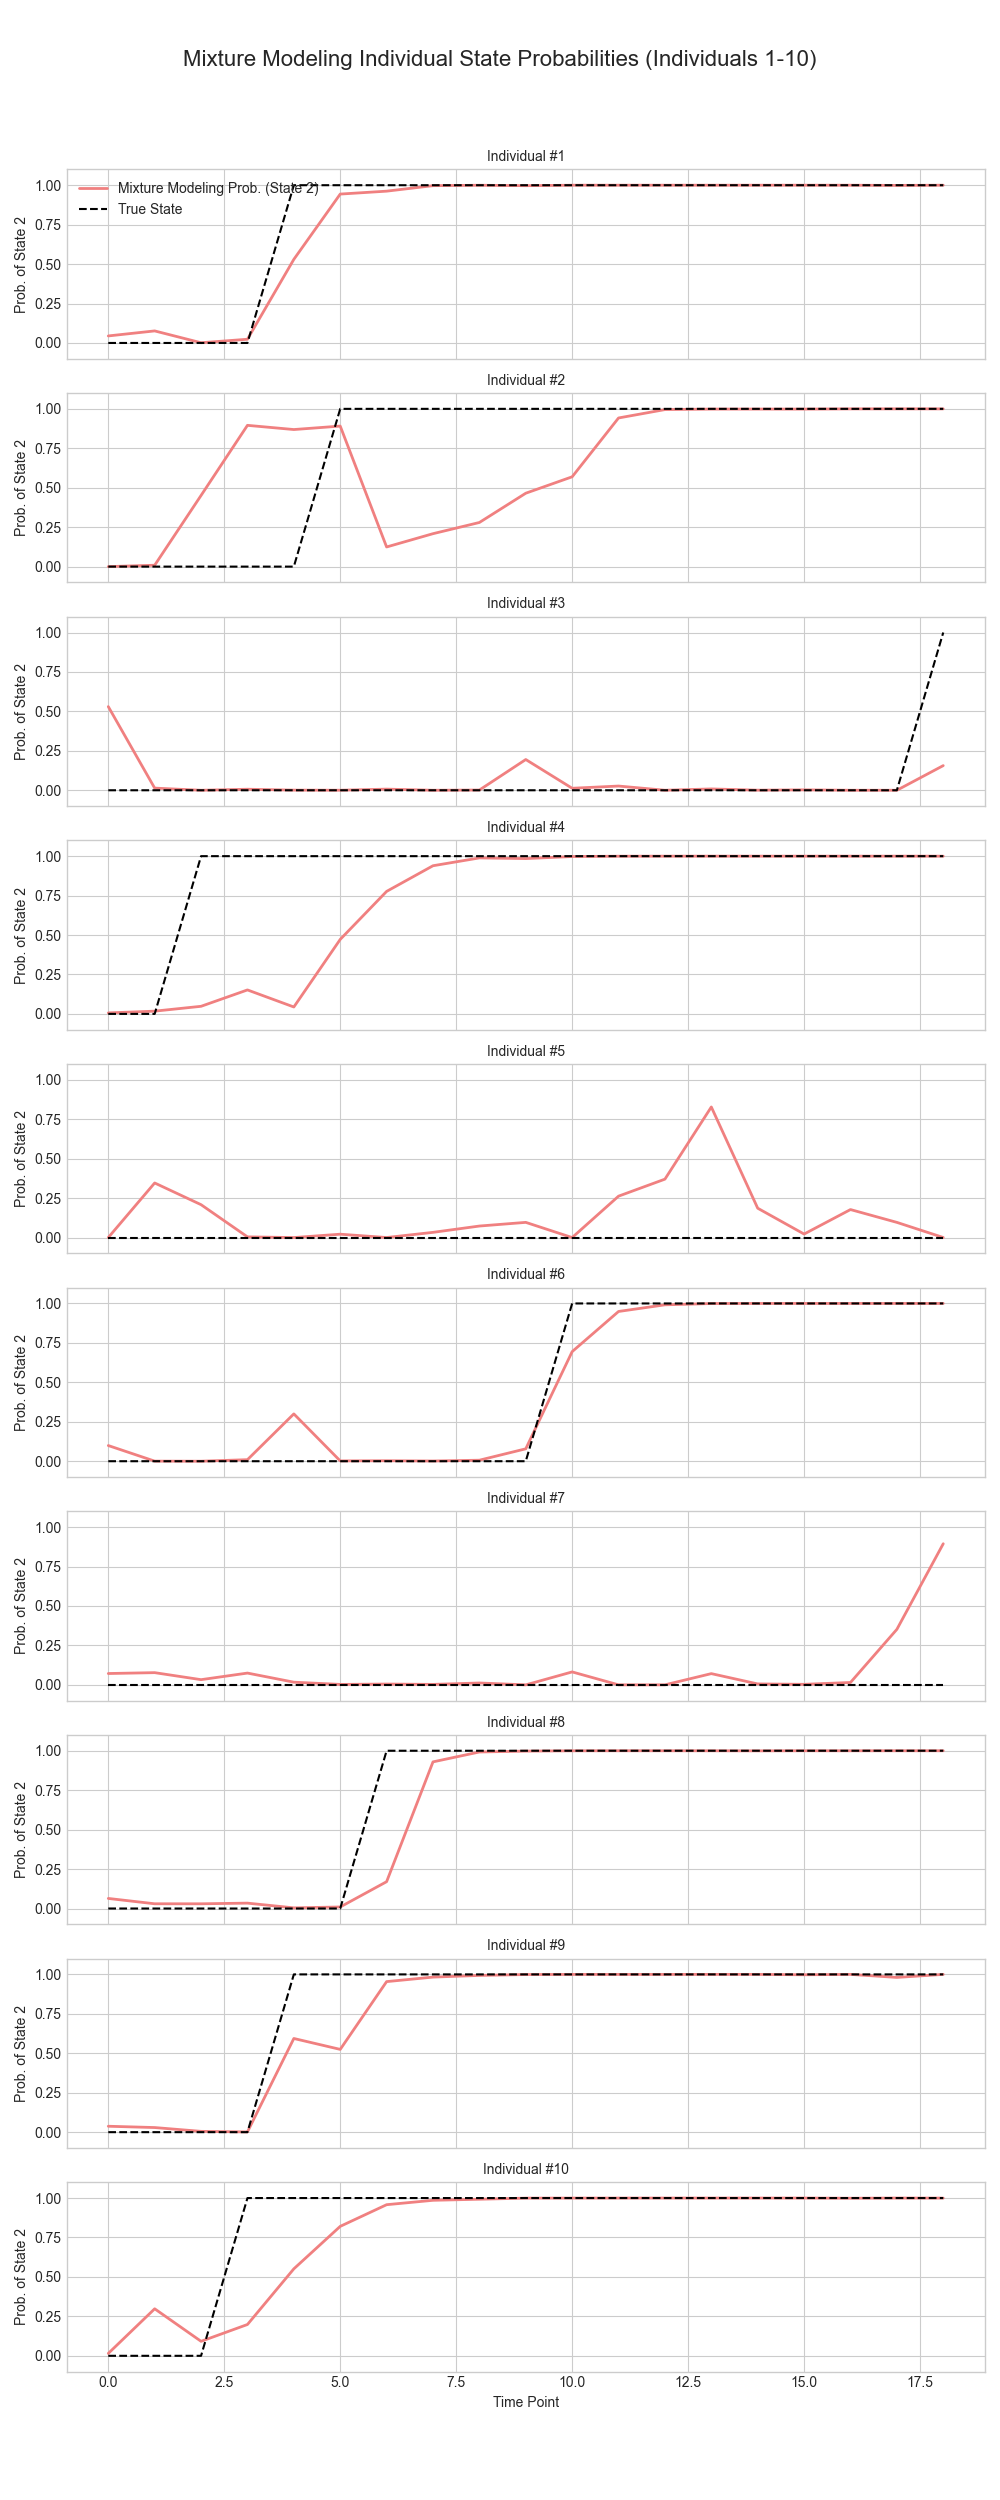 Mixture Modeling Individual State Probabilities (Individuals 1-10)
Individual #1
Mixture Modeling Prob. (State 2)
True State
1.00
0.75
0.50
0.25
0.00
Prob. of State 2
Individual #2
1.00
0.75
0.50
0.25
0.00
Prob. of State 2
Individual #3
1.00
0.75
0.50
0.25
0.00
Prob. of State 2
Individual #4
1.00
0.75
0.50
0.25
0.00
Prob. of State 2
Individual #5
1.00
0.75
0.50
0.25
0.00
Prob. of State 2
Individual #6
1.00
0.75
0.50
0.25
0.00
Prob. of State 2
Individual #7
1.00
0.75
0.50
0.25
0.00
Prob. of State 2
Individual #8
1.00
0.75
0.50
0.25
0.00
Prob. of State 2
Individual #9
1.00
0.75
0.50
0.25
0.00
Prob. of State 2
Individual #10
1.00
0.75
0.50
0.25
0.00
Prob. of State 2
0.0 2.5 5.0 7.5 10.0 12.5 15.0 17.5
Time Point